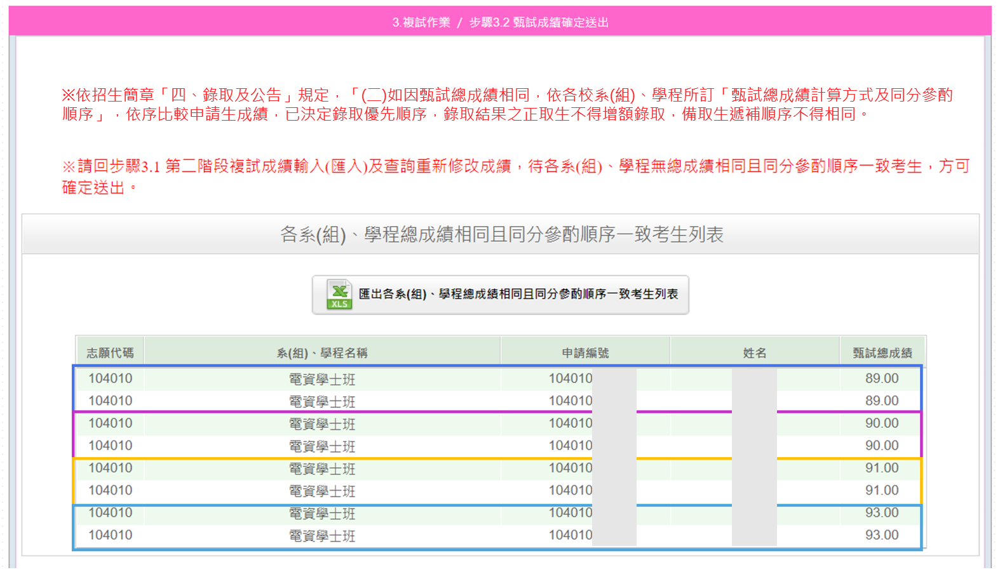 3.複試作業 / 步驟3.2 甄試成績確定送出
※依招生簡章「四、錄取及公告」規定，「(二)如因甄試總成績相同，依各校系(組)、學程所訂「甄試總成績計算方式及同分參酌
順序」，依序比較申請生成績，已決定錄取優先順序，錄取結果之正取生不得增額錄取，備取生遞補順序不得相同。
※請回步驟3.1 第二階段複試成績輸入(匯入)及查詢重新修改成績，待各系(組)、學程無總成績相同且同分參酌順序一致考生，方可
確定送出。
各系(組)、學程總成績相同且同分參酌順序一致考生列表
XLS 匯出各系(組)、學程總成績相同且同分參酌順序一致考生列表
志願代碼 系(組)、學程名稱 申請編號 姓名 甄試總成績
104010 電資學士班 104010 89.00
104010 電資學士班 104010 89.00
104010 電資學士班 104010 90.00
104010 電資學士班 104010 90.00
104010 電資學士班 104010 91.00
104010 電資學士班 104010 91.00
104010 電資學士班 104010 93.00
104010 電資學士班 104010 93.00